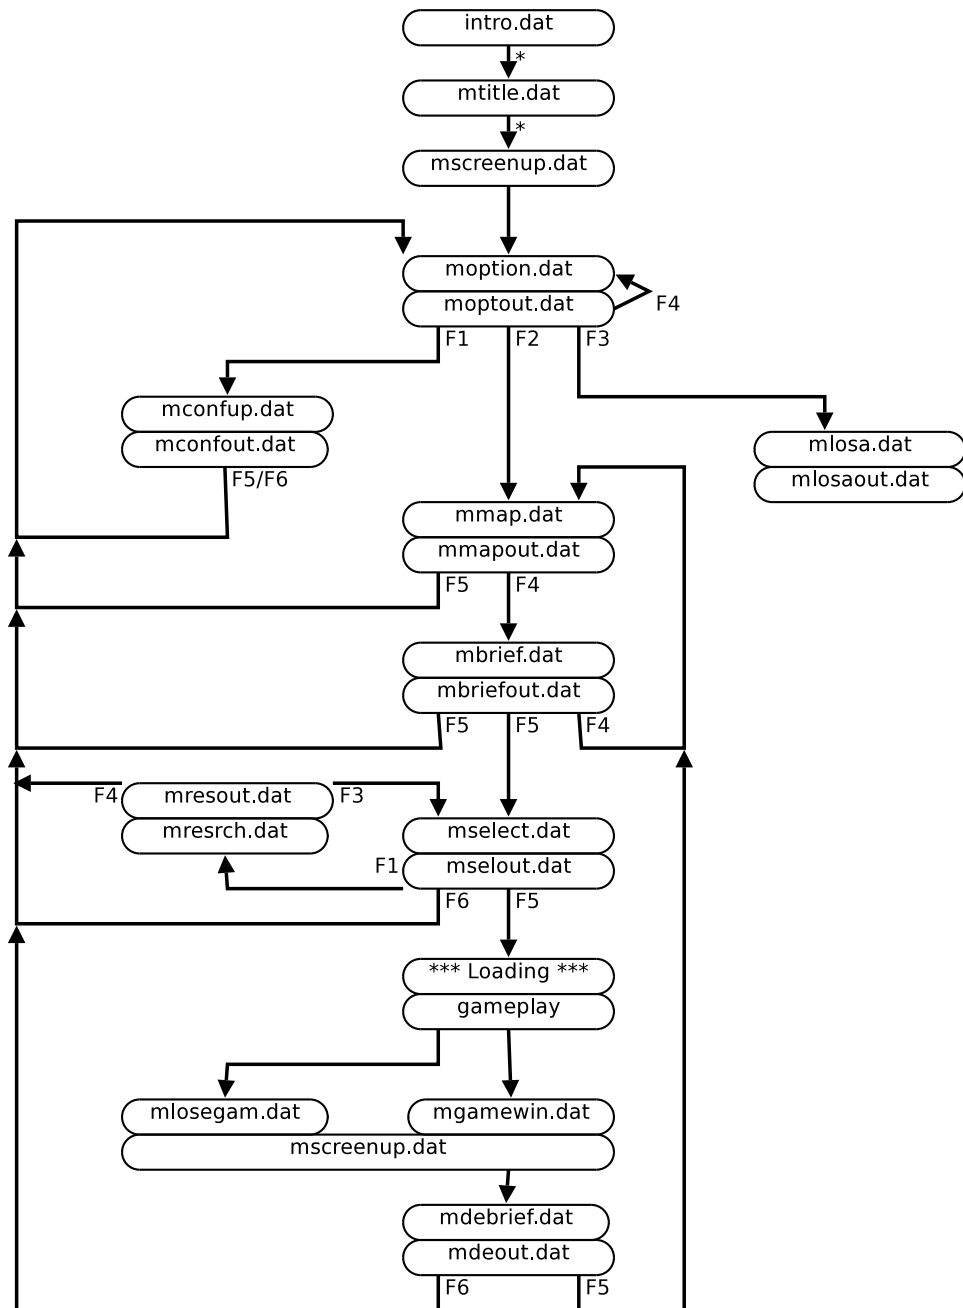 intro.dat
*
mtitle.dat
*
mscreenup.dat
moption.dat
moptout.dat
F4
F1
F2
F3
mconfup.dat
mconfout.dat
F5/F6
mlosa.dat
mlosaout.dat
mmap.dat
mmapout.dat
F5
F4
mbrief.dat
mbriefout.dat
F5
F5
F4
F4
mresout.dat
F3
mresrch.dat
mselect.dat
F1
mselout.dat
F6
F5
*** Loading ***
gameplay
mlosegam.dat
mgamewin.dat
mscreenup.dat
mdebrief.dat
mdeout.dat
F6
F5